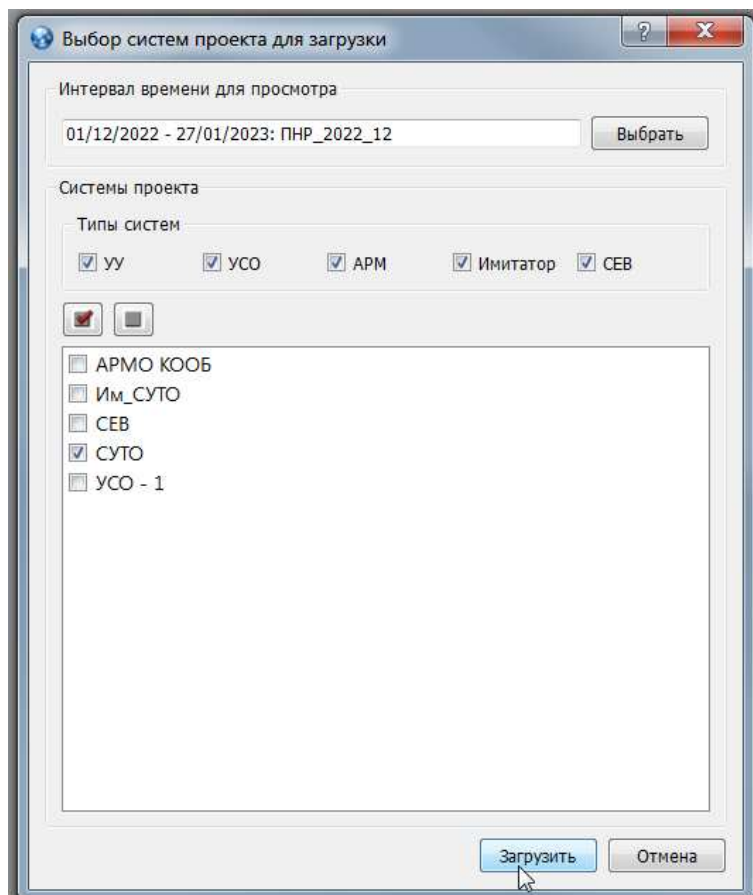 Выбор систем проекта для загрузки
Интервал времени для просмотра
01/12/2022 - 27/01/2023: ПНР_2022_12 Выбрать
Системы проекта
Типы систем
УУ УСО АРМ Имитатор СЕВ
АРМО КООБ
Им_СУТО
СЕВ
СУТО
УСО - 1
Загрузить Отмена